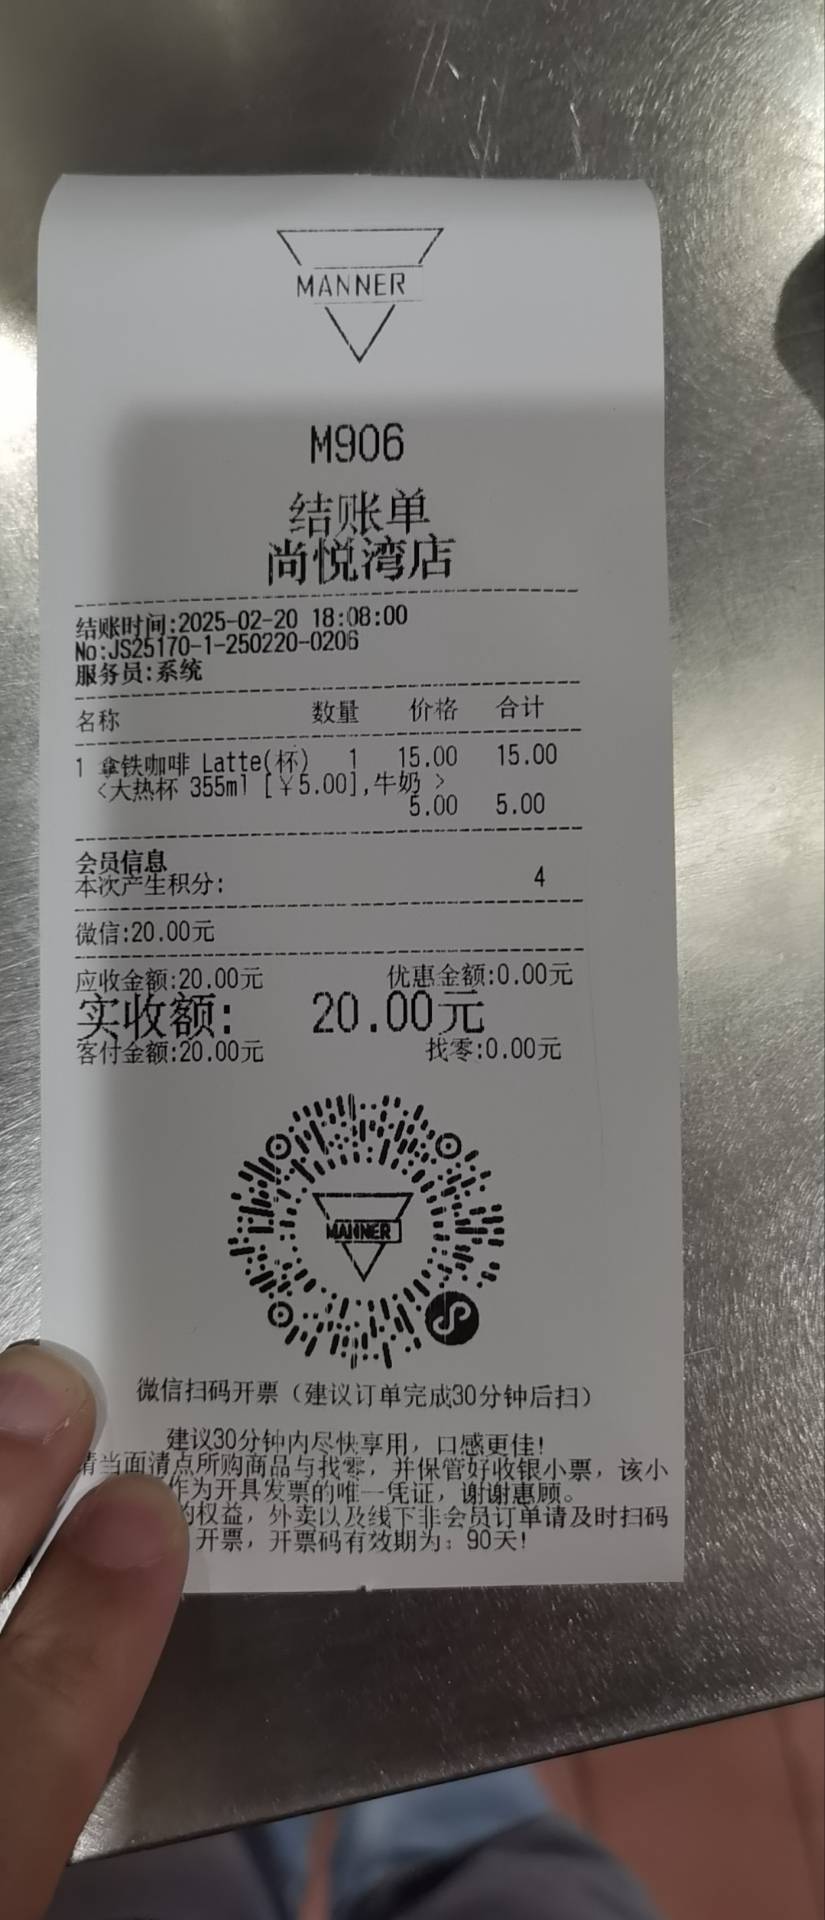 MANNER
M906
结账单
尚悦湾店
结账时间:2025-02-20 18:08:00
No:JS25170-1-250220-0206
服务员:系统
名称 数量 价格 合计
1 拿铁咖啡 Latte(杯) 1 15.00 15.00
<大热杯 355ml [￥5.00],牛奶 >
5.00 5.00
会员信息
本次产生积分: 4
微信:20.00元
应收金额:20.00元 优惠金额:0.00元
实收额: 20.00元
客付金额:20.00元 找零:0.00元
MANNER
微信扫码开票（建议订单完成30分钟后扫）
建议30分钟内尽快享用，口感更佳!
请当面清点所购商品与找零，并保管好收银小票，该小
作为开具发票的唯一凭证，谢谢惠顾。
的权益，外卖以及线下非会员订单请及时扫码
开票，开票码有效期为：90天!